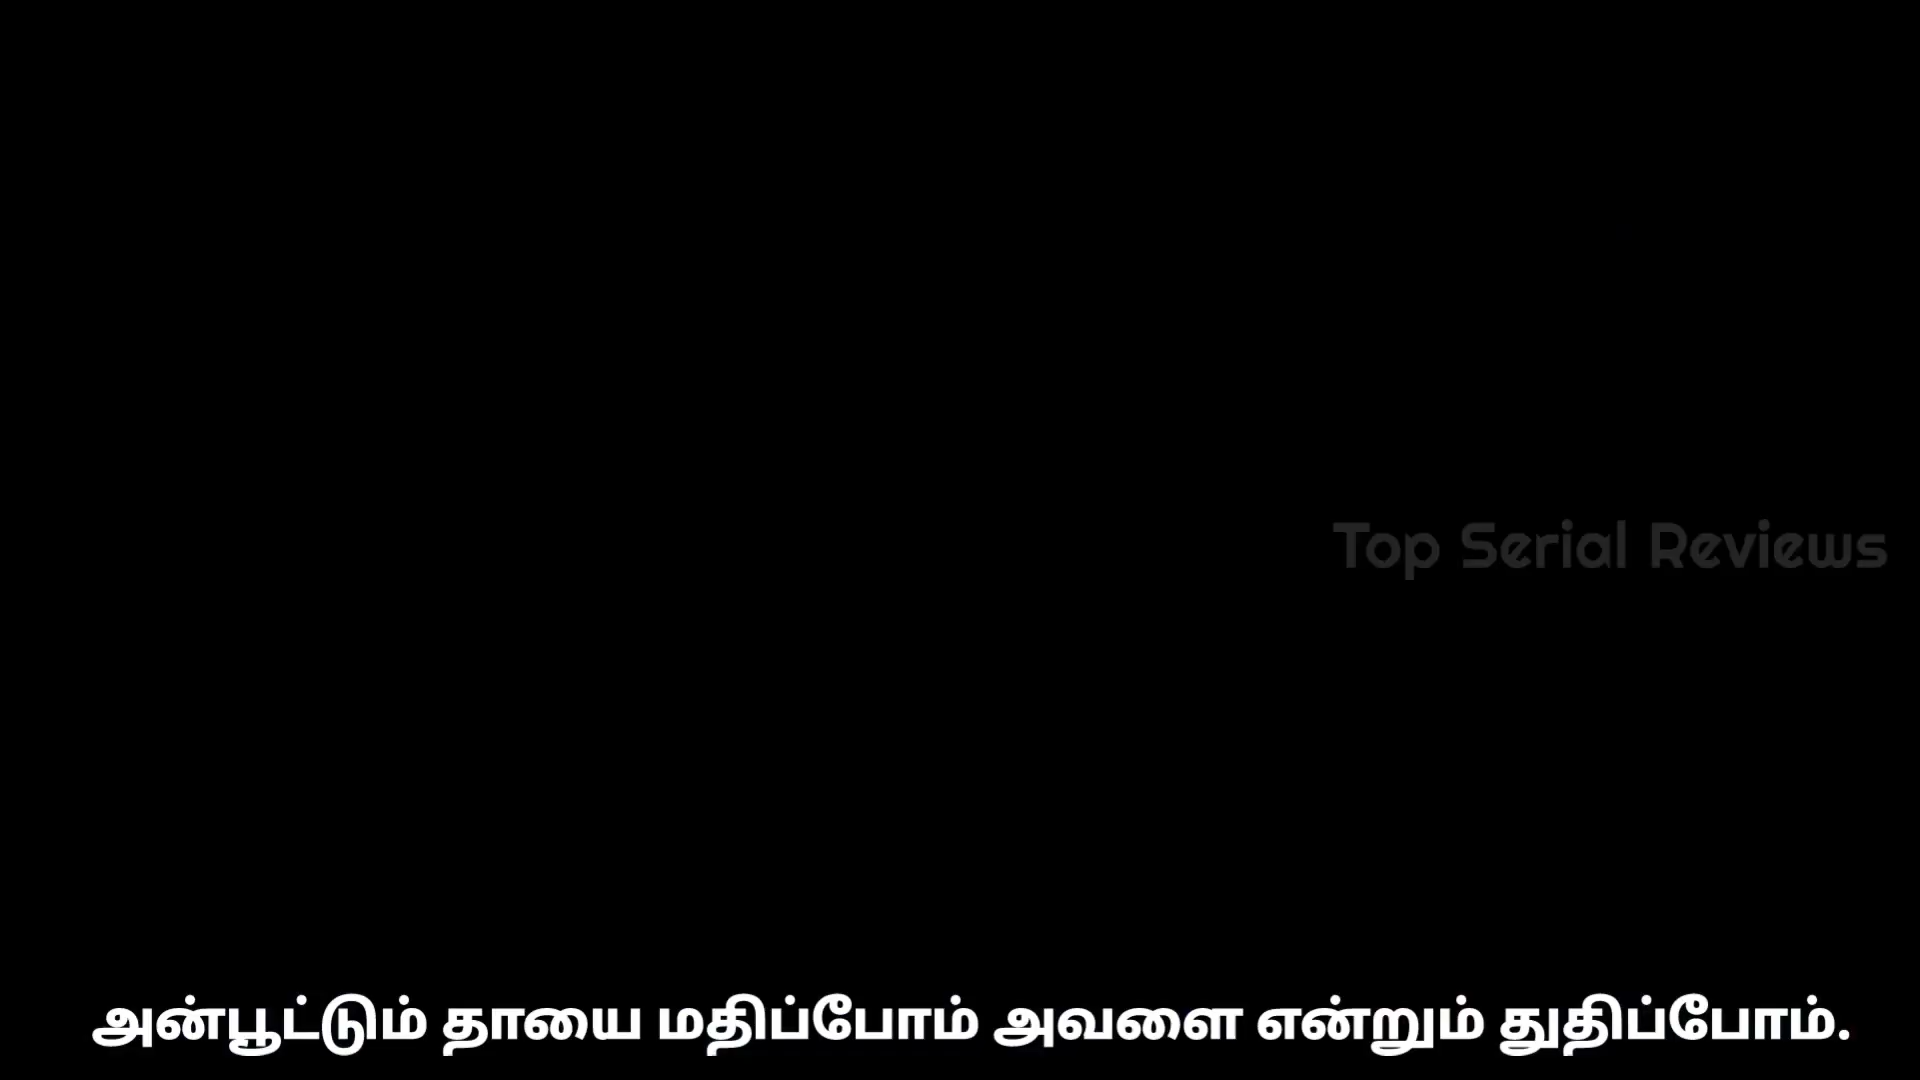 Top Serial Reviews
அன்பூட்டும் தாயை மதிப்போம் அவளை என்றும் துதிப்போம்.